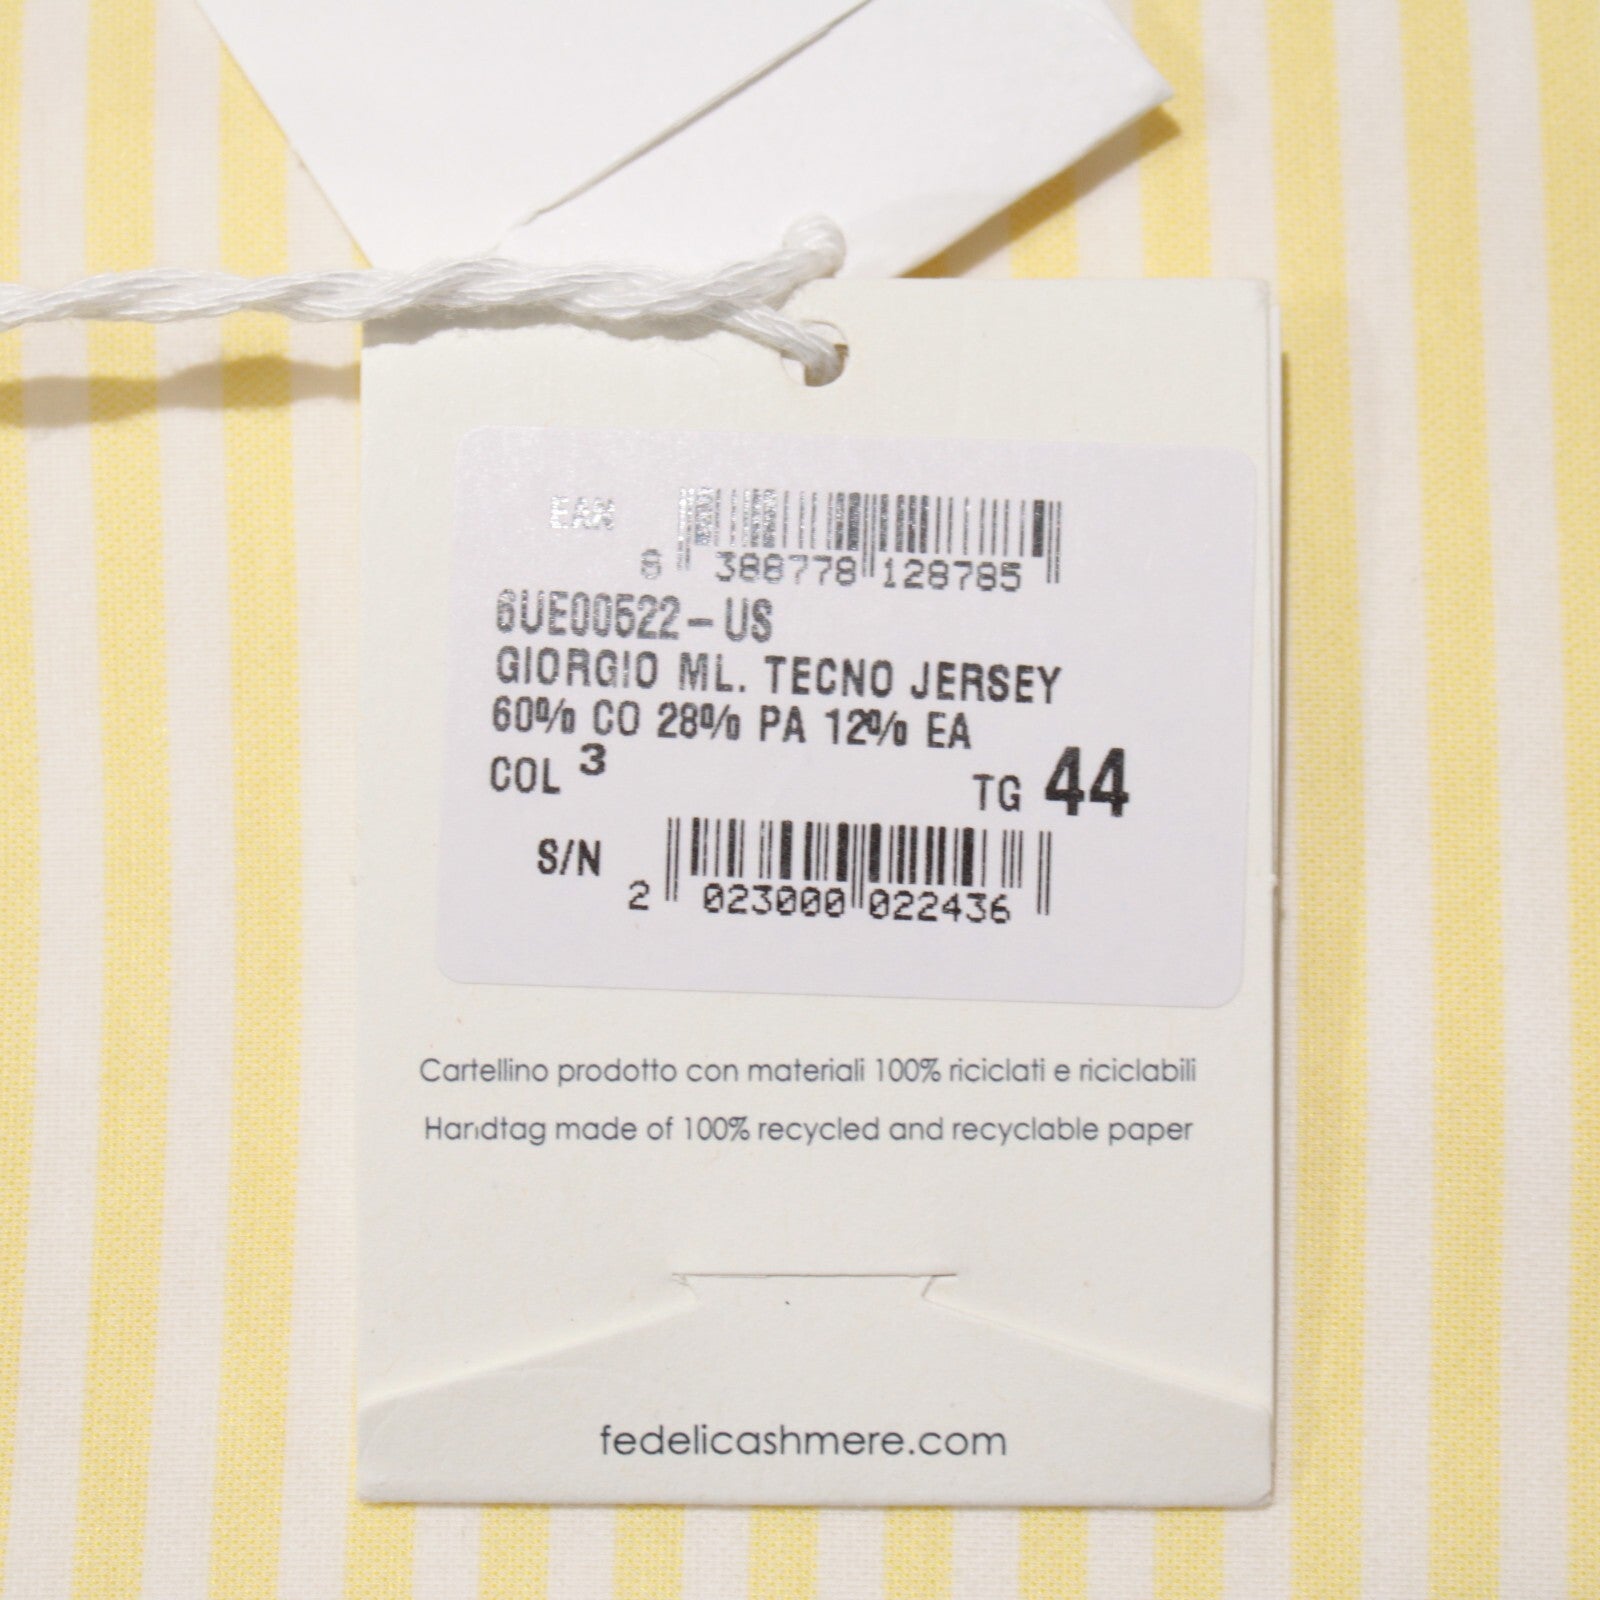 EAN
8 388778 128785
6UE00522-US
GIORGIO ML. TECNO JERSEY
60% CO 28% PA 12% EA
COL 3 TG 44
S/N
2 023000 022436
Cartellino prodotto con materiali 100% riciclati e riciclabili
Handtag made of 100% recycled and recyclable paper
fedelicashmere.com